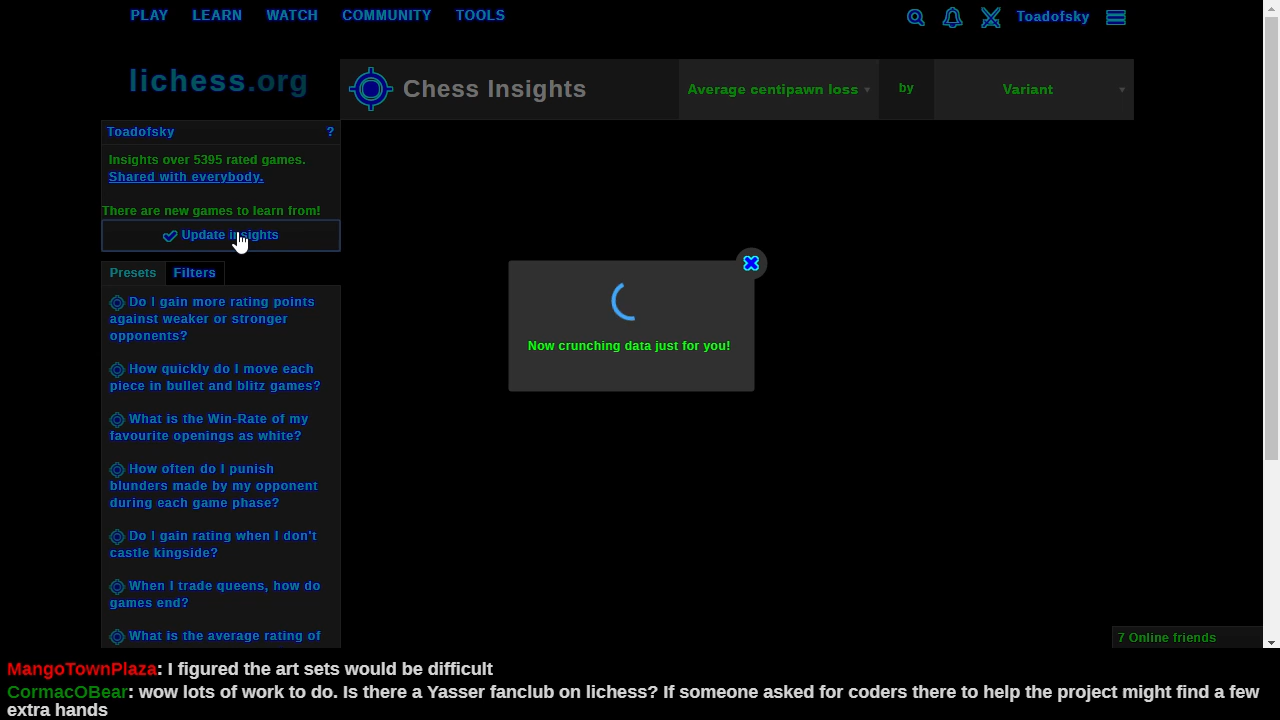 PLAY LEARN WATCH COMMUNITY TOOLS Toadofsky
lichess.org
Chess Insights Average centipawn loss by Variant
Toadofsky ?
Insights over 5395 rated games.
Shared with everybody.
There are new games to learn from!
Update insights
Presets Filters
Do I gain more rating points
against weaker or stronger
opponents?
How quickly do I move each
piece in bullet and blitz games?
What is the Win-Rate of my
favourite openings as white?
How often do I punish
blunders made by my opponent
during each game phase?
Do I gain rating when I don't
castle kingside?
When I trade queens, how do
games end?
What is the average rating of
Now crunching data just for you!
7 Online friends
MangoTownPlaza: I figured the art sets would be difficult
CormacOBear: wow lots of work to do. Is there a Yasser fanclub on lichess? If someone asked for coders there to help the project might find a few
extra hands